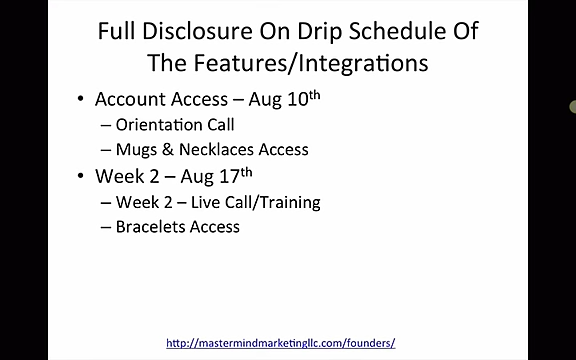 Full Disclosure On Drip Schedule Of
The Features/Integrations
• Account Access – Aug 10th
– Orientation Call
– Mugs & Necklaces Access
• Week 2 – Aug 17th
– Week 2 – Live Call/Training
– Bracelets Access
http://mastermindmarketingllc.com/founders/